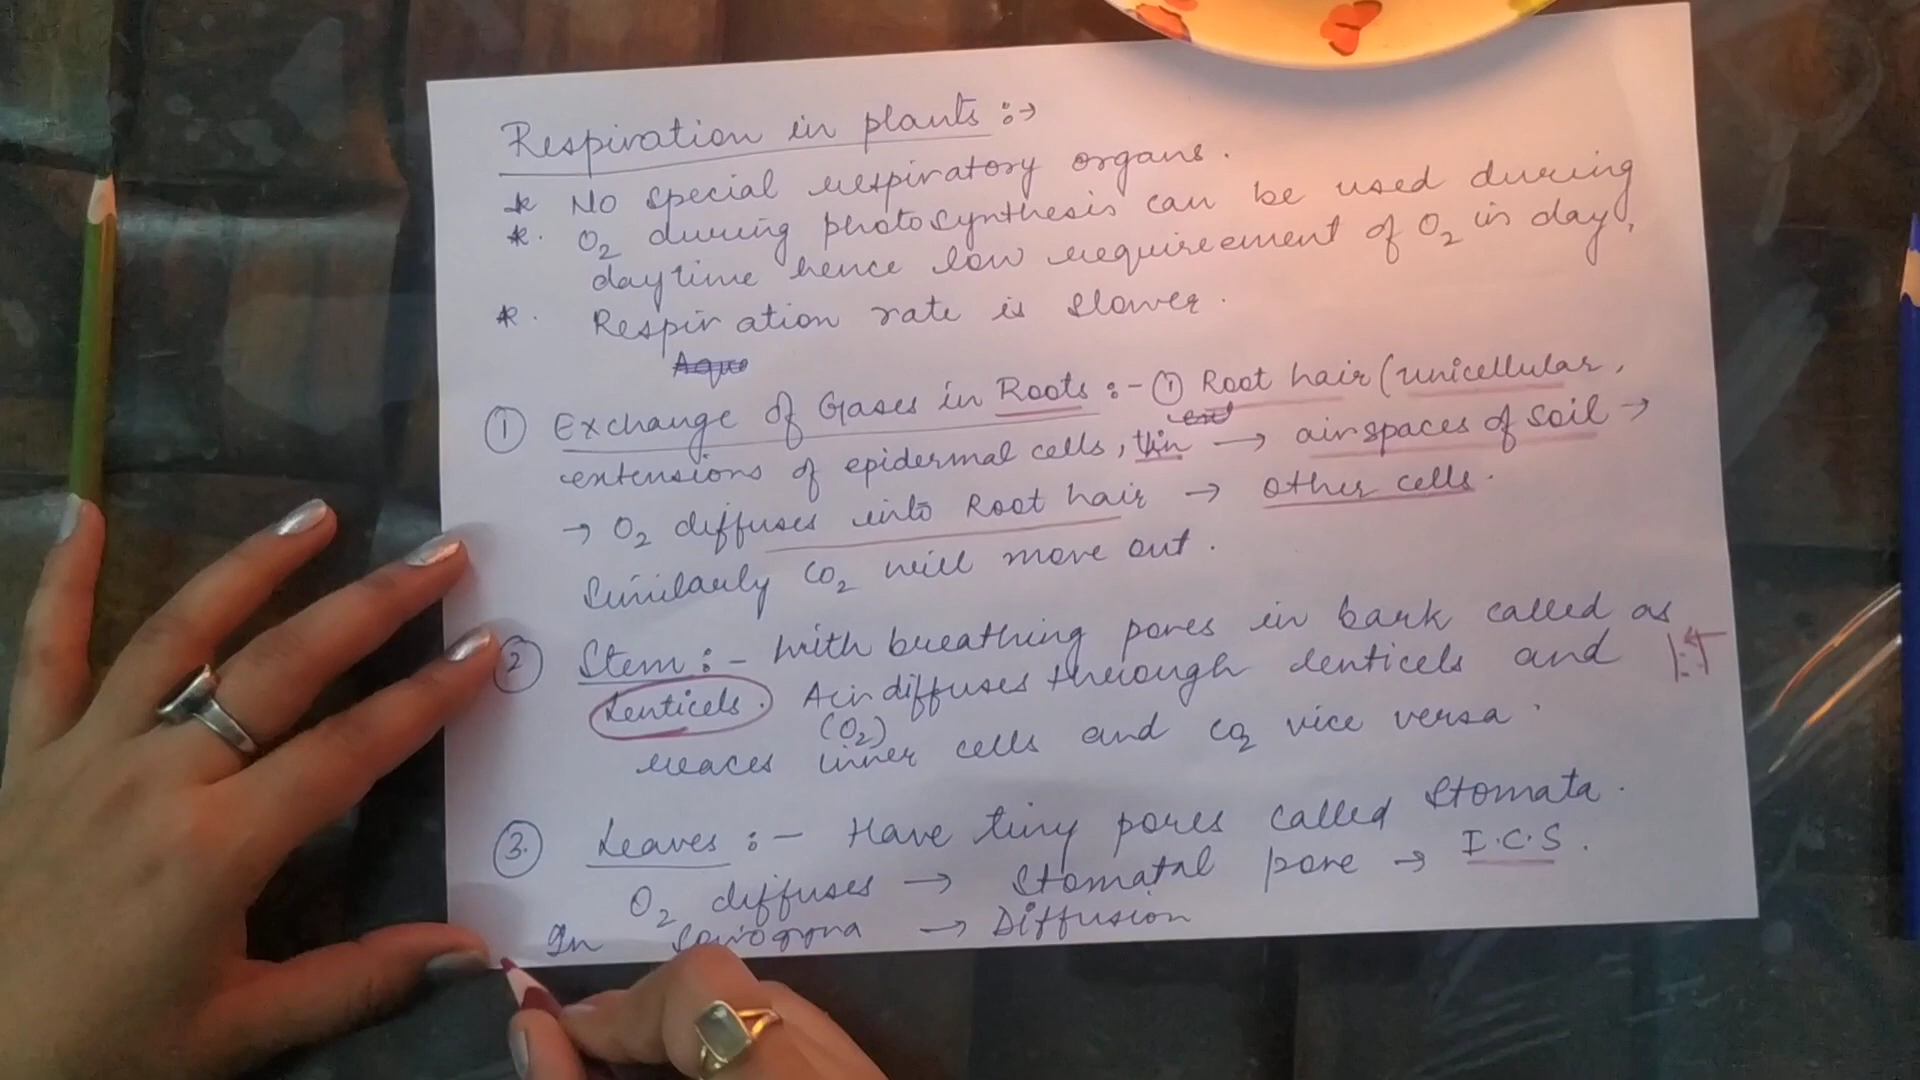 Respiration in plants :→
* No special respiratory organs.
* O2 during photosynthesis can be used during
daytime hence low requirement of O2 in day.
* Respiration rate is slower.
① Exchange of Gases in Roots :- ① Root hair (unicellular,
extensions of epidermal cells, thin → airspaces of soil →
→ O2 diffuses into Root hair → other cells.
Similarly CO2 will move out.
② Stem :- With breathing pores in bark called as
Lenticels. Air diffuses through lenticels and
(O2)
reaces inner cells and CO2 vice versa.
③ Leaves :- Have tiny pores called Stomata.
O2 diffuses → Stomatal pore → I.C.S.
In → Diffusion